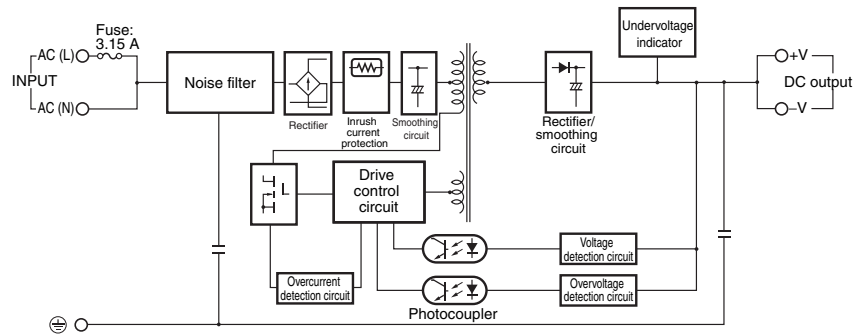 Fuse:
3.15 A
AC (L)
INPUT
AC (N)
Noise filter
Rectifier
Inrush
current
protection
Smoothing
circuit
Rectifier/
smoothing
circuit
Undervoltage
indicator
+V
DC output
–V
Drive
control
circuit
Overcurrent
detection circuit
Voltage
detection circuit
Overvoltage
detection circuit
Photocoupler